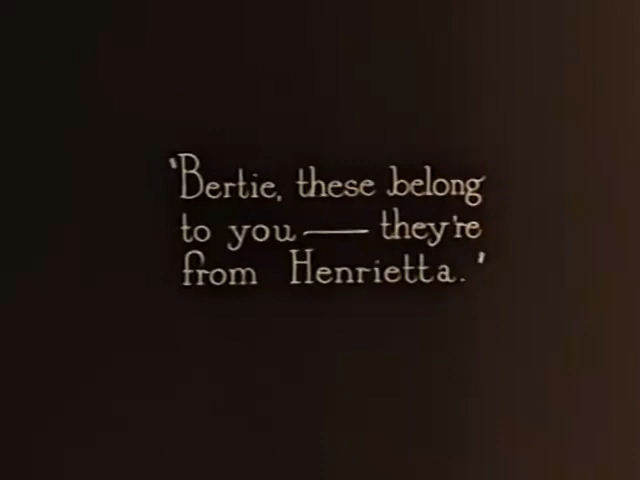 'Bertie, these belong
to you — they're
from Henrietta.'